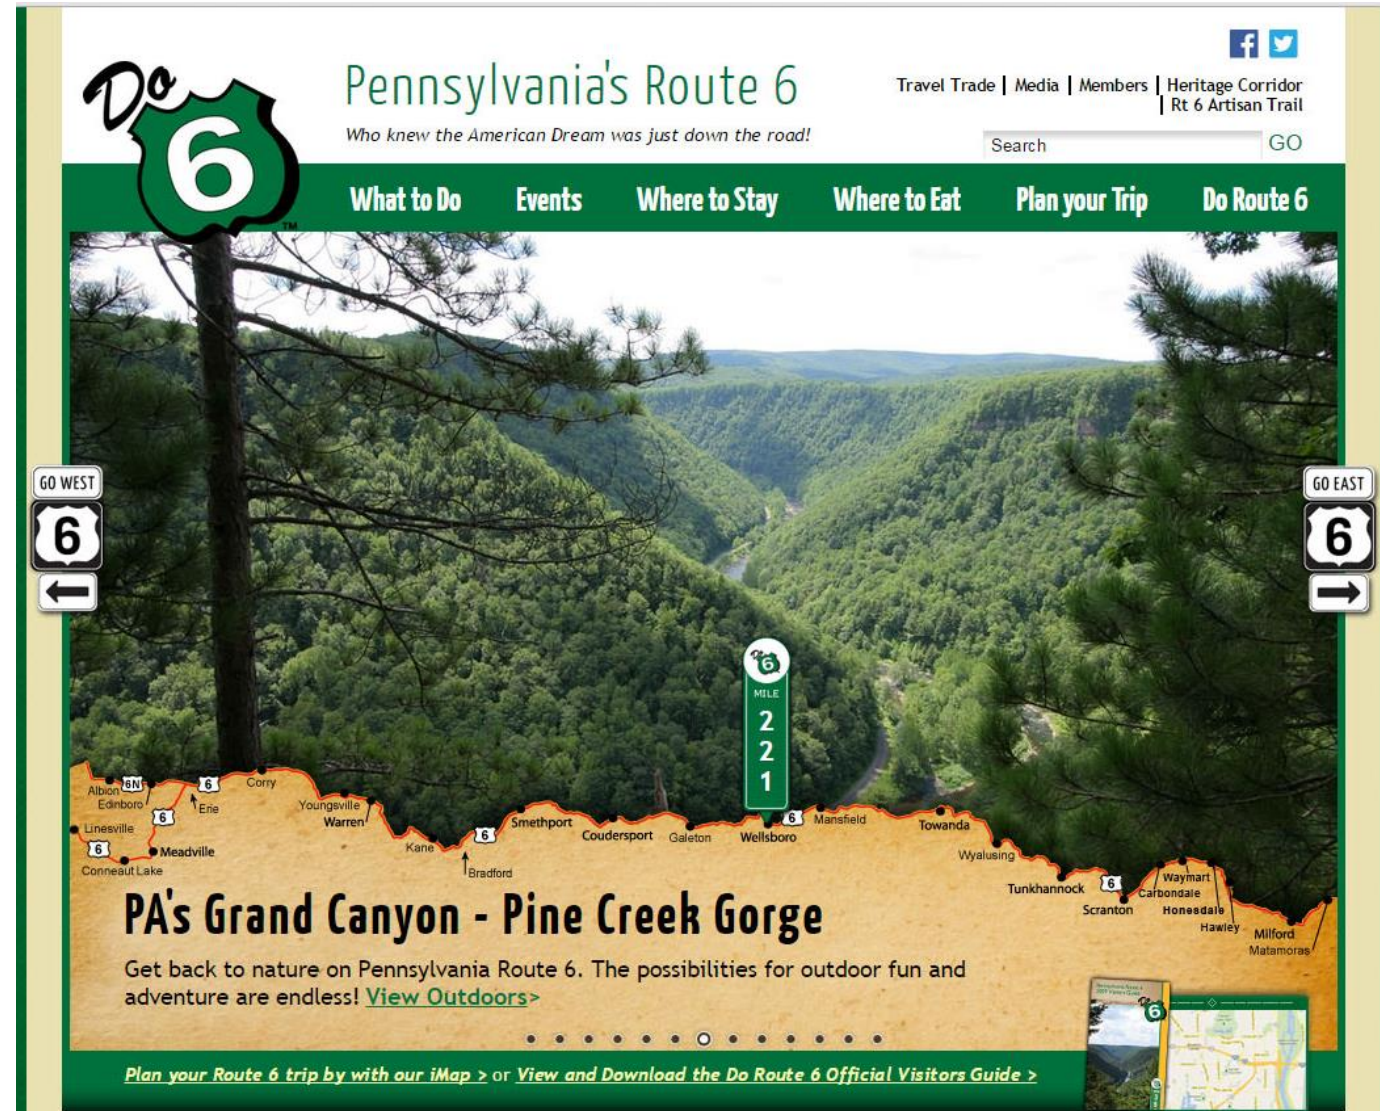 Do
6
TM
Pennsylvania's Route 6
Who knew the American Dream was just down the road!
Travel Trade | Media | Members | Heritage Corridor
| Rt 6 Artisan Trail
Search GO
What to Do Events Where to Stay Where to Eat Plan your Trip Do Route 6
GO WEST
6
GO EAST
6
Do 6
MILE
2
2
1
Albion
6N
Edinboro
6
Erie
Corry
Linesville
6
6
Meadville
Conneaut Lake
Youngsville
Warren
Kane
6
Bradford
Smethport
Coudersport
Galeton
Wellsboro
6
Mansfield
Towanda
Wyalusing
Tunkhannock
6
Scranton
Carbondale
Waymart
Honesdale
Hawley
Milford
Matamoras
PA's Grand Canyon - Pine Creek Gorge
Get back to nature on Pennsylvania Route 6. The possibilities for outdoor fun and
adventure are endless! View Outdoors>
Do
6
Plan your Route 6 trip by with our iMap > or View and Download the Do Route 6 Official Visitors Guide >